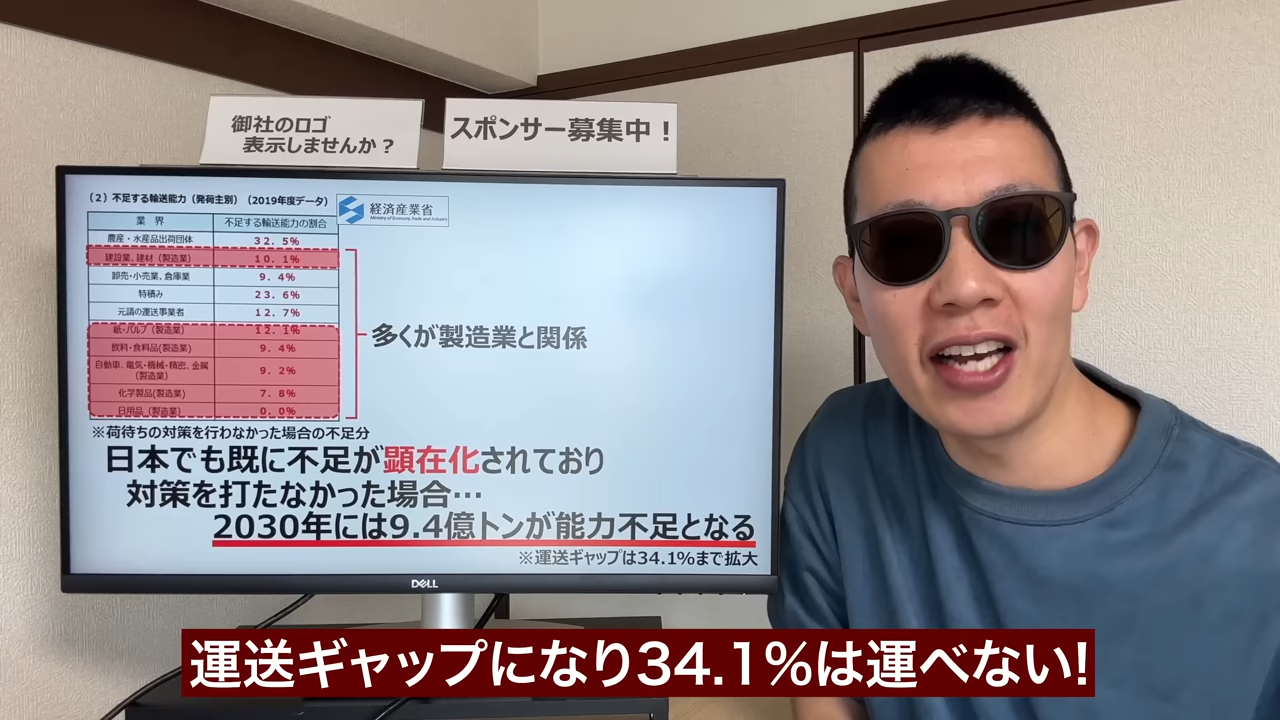 御社のロゴ
表示しませんか？
スポンサー募集中！
（２）不足する輸送能力（発荷主別）（2019年度データ）
経済産業省
Ministry of Economy, Trade and Industry
業　界　不足する輸送能力の割合
農産・水産品出荷団体　３２．５％
建設業、建材（製造業）　１０．１％
卸売・小売業、倉庫業　９．４％
特積み　２３．６％
元請の運送事業者　１２．７％
紙・パルプ（製造業）　１２．１％
飲料・食料品(製造業)　９．４％
自動車、電気・機械・精密、金属
（製造業）　９．２％
化学製品(製造業)　７．８％
日用品（製造業）　０．０％
多くが製造業と関係
※荷待ちの対策を行わなかった場合の不足分
日本でも既に不足が顕在化されており
対策を打たなかった場合…
2030年には9.4億トンが能力不足となる
※運送ギャップは34.1%まで拡大
DELL
運送ギャップになり34.1%は運べない!